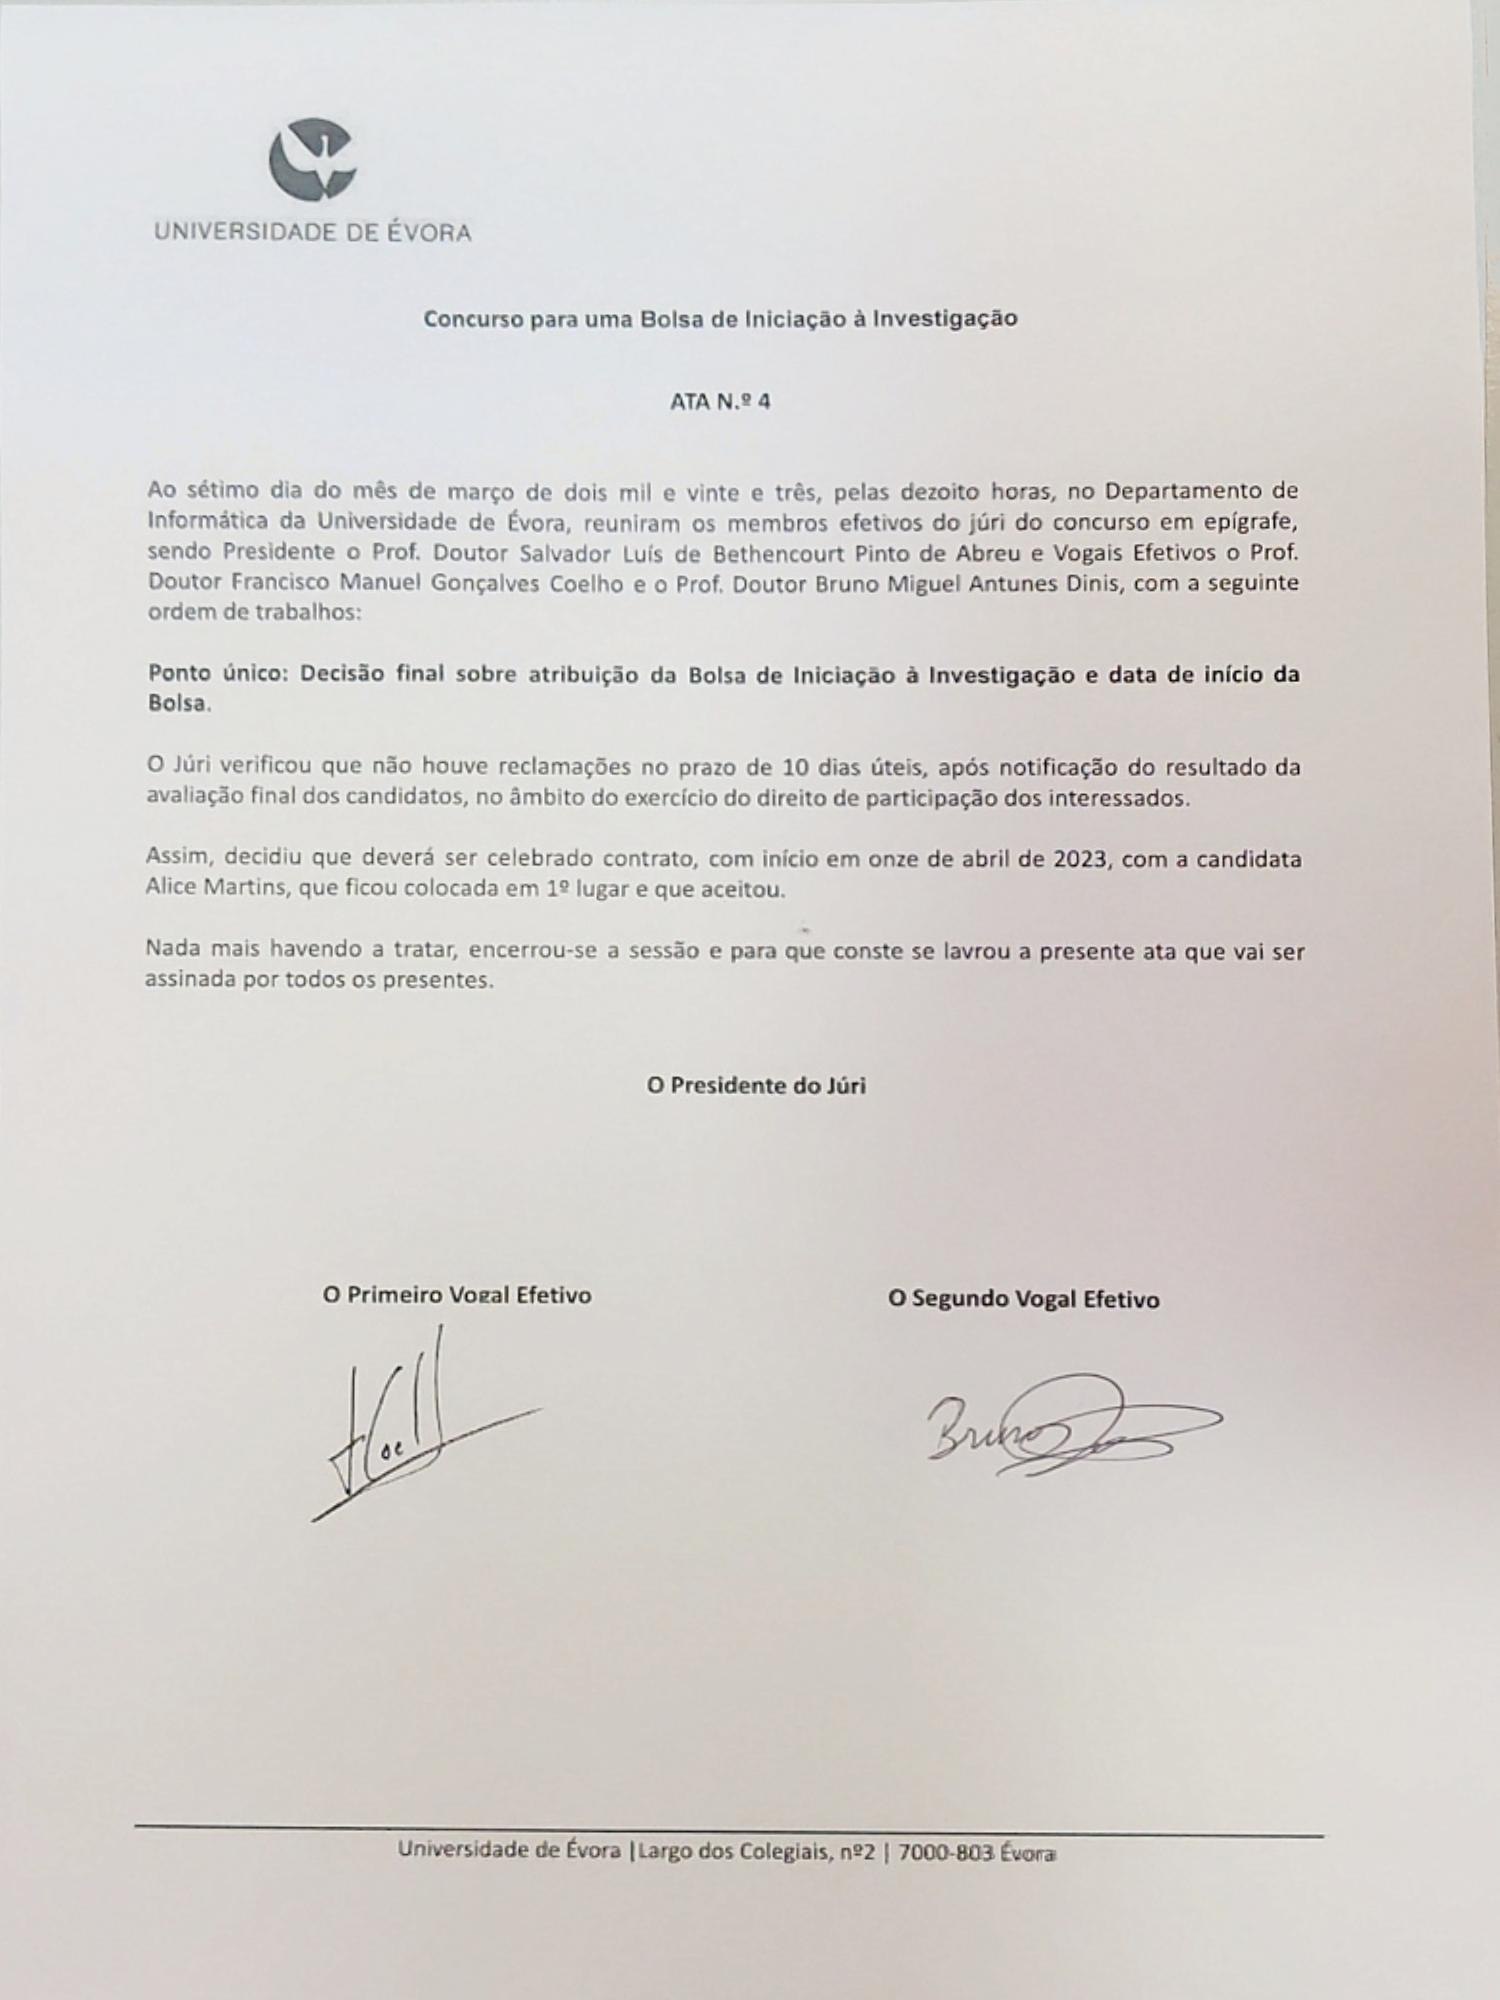 UNIVERSIDADE DE ÉVORA
Concurso para uma Bolsa de Iniciação à Investigação
ATA N.º 4
Ao sétimo dia do mês de março de dois mil e vinte e três, pelas dezoito horas, no Departamento de
Informática da Universidade de Évora, reuniram os membros efetivos do júri do concurso em epígrafe,
sendo Presidente o Prof. Doutor Salvador Luís de Bethencourt Pinto de Abreu e Vogais Efetivos o Prof.
Doutor Francisco Manuel Gonçalves Coelho e o Prof. Doutor Bruno Miguel Antunes Dinis, com a seguinte
ordem de trabalhos:
Ponto único: Decisão final sobre atribuição da Bolsa de Iniciação à Investigação e data de início da
Bolsa.
O Júri verificou que não houve reclamações no prazo de 10 dias úteis, após notificação do resultado da
avaliação final dos candidatos, no âmbito do exercício do direito de participação dos interessados.
Assim, decidiu que deverá ser celebrado contrato, com início em onze de abril de 2023, com a candidata
Alice Martins, que ficou colocada em 1º lugar e que aceitou.
Nada mais havendo a tratar, encerrou-se a sessão e para que conste se lavrou a presente ata que vai ser
assinada por todos os presentes.
O Presidente do Júri
O Primeiro Vogal Efetivo
O Segundo Vogal Efetivo
Bruno
Universidade de Évora | Largo dos Colegiais, nº2 | 7000-803 Évora